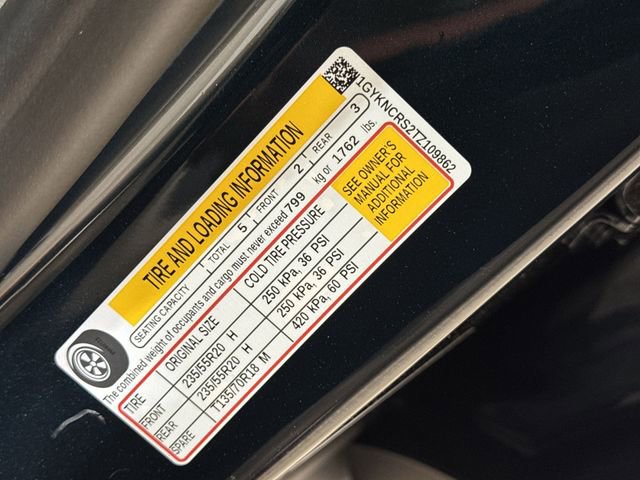 1GYKNCRS2TZ109862
TIRE AND LOADING INFORMATION
SEATING CAPACITY TOTAL 5 FRONT 2 REAR 3
The combined weight of occupants and cargo must never exceed 799 kg or 1762 lbs.
TIRE ORIGINAL SIZE COLD TIRE PRESSURE
FRONT 235/55R20 H 250 kPa, 36 PSI
REAR 235/55R20 H 250 kPa, 36 PSI
SPARE T135/70R18 M 420 kPa, 60 PSI
SEE OWNER'S
MANUAL FOR
ADDITIONAL
INFORMATION